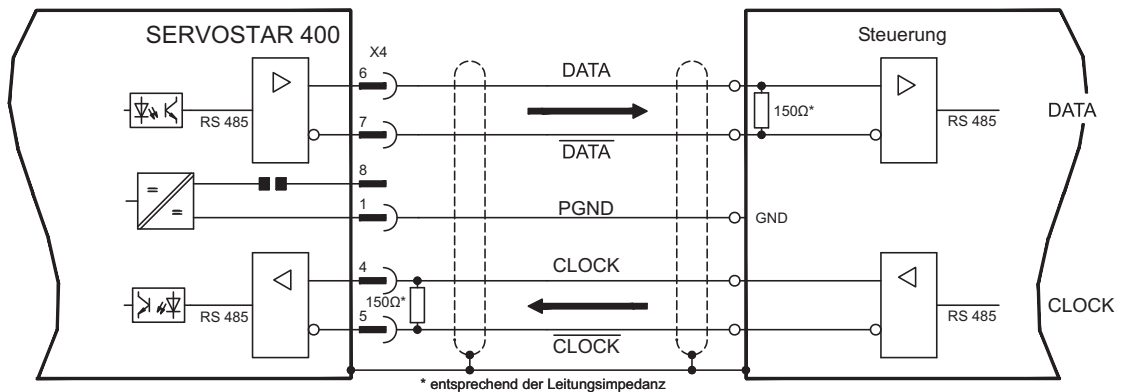 SERVOSTAR 400
X4
Steuerung
6
DATA
150Ω*
DATA
RS 485
7
DATA
RS 485
8
=
=
1
PGND
GND
4
CLOCK
150Ω*
CLOCK
RS 485
5
CLOCK
RS 485
* entsprechend der Leitungsimpedanz